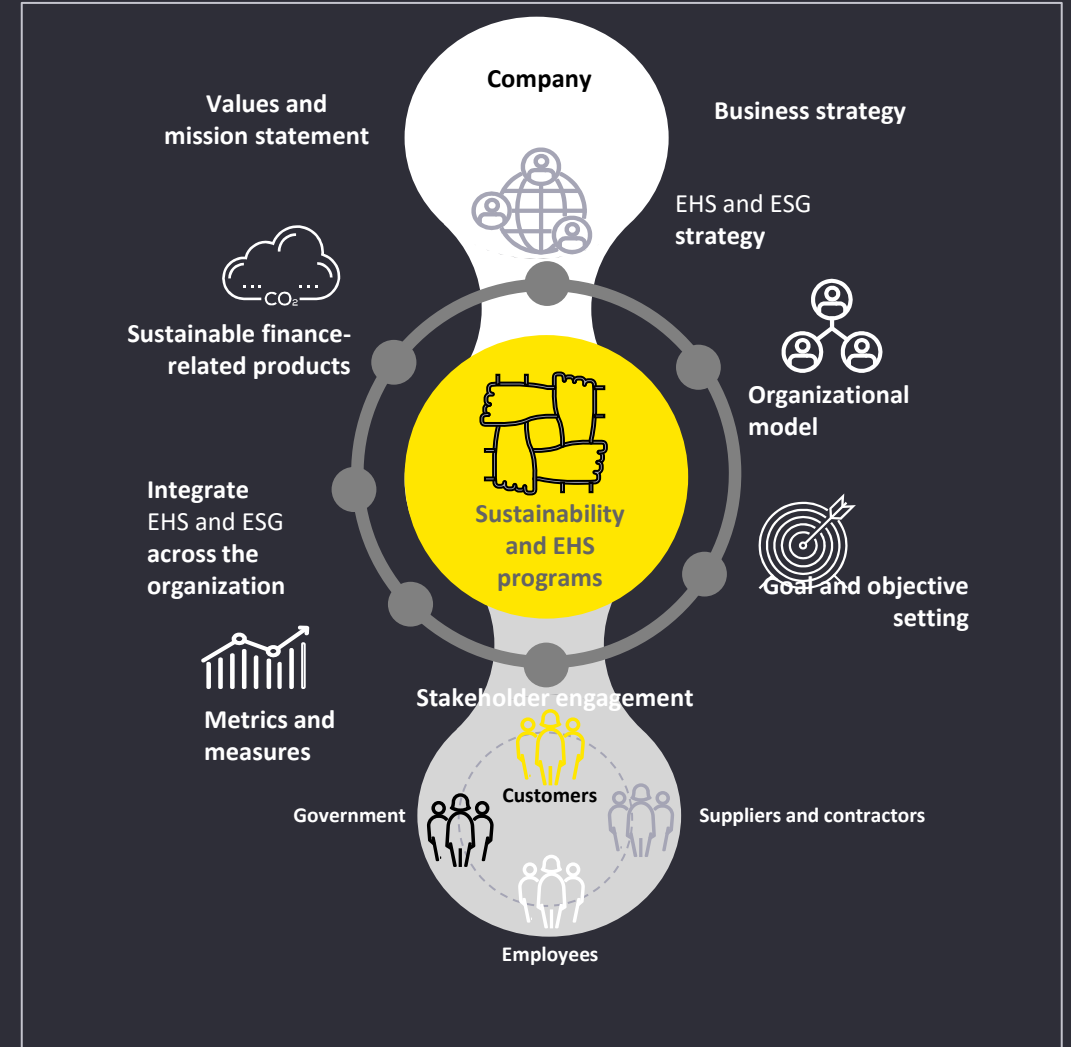 Company
Values and
mission statement
Business strategy
EHS and ESG
strategy
CO₂
Sustainable finance-
related products
Organizational
model
Integrate
EHS and ESG
across the
organization
Sustainability
and EHS
programs
Goal and objective
setting
Metrics and
measures
Stakeholder engagement
Customers
Government
Suppliers and contractors
Employees